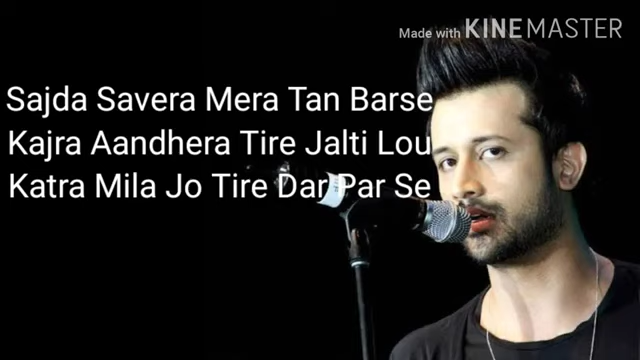 Made with KINEMASTER
Sajda Savera Mera Tan Barse
Kajra Aandhera Tire Jalti Lou
Katra Mila Jo Tire Dar Par Se